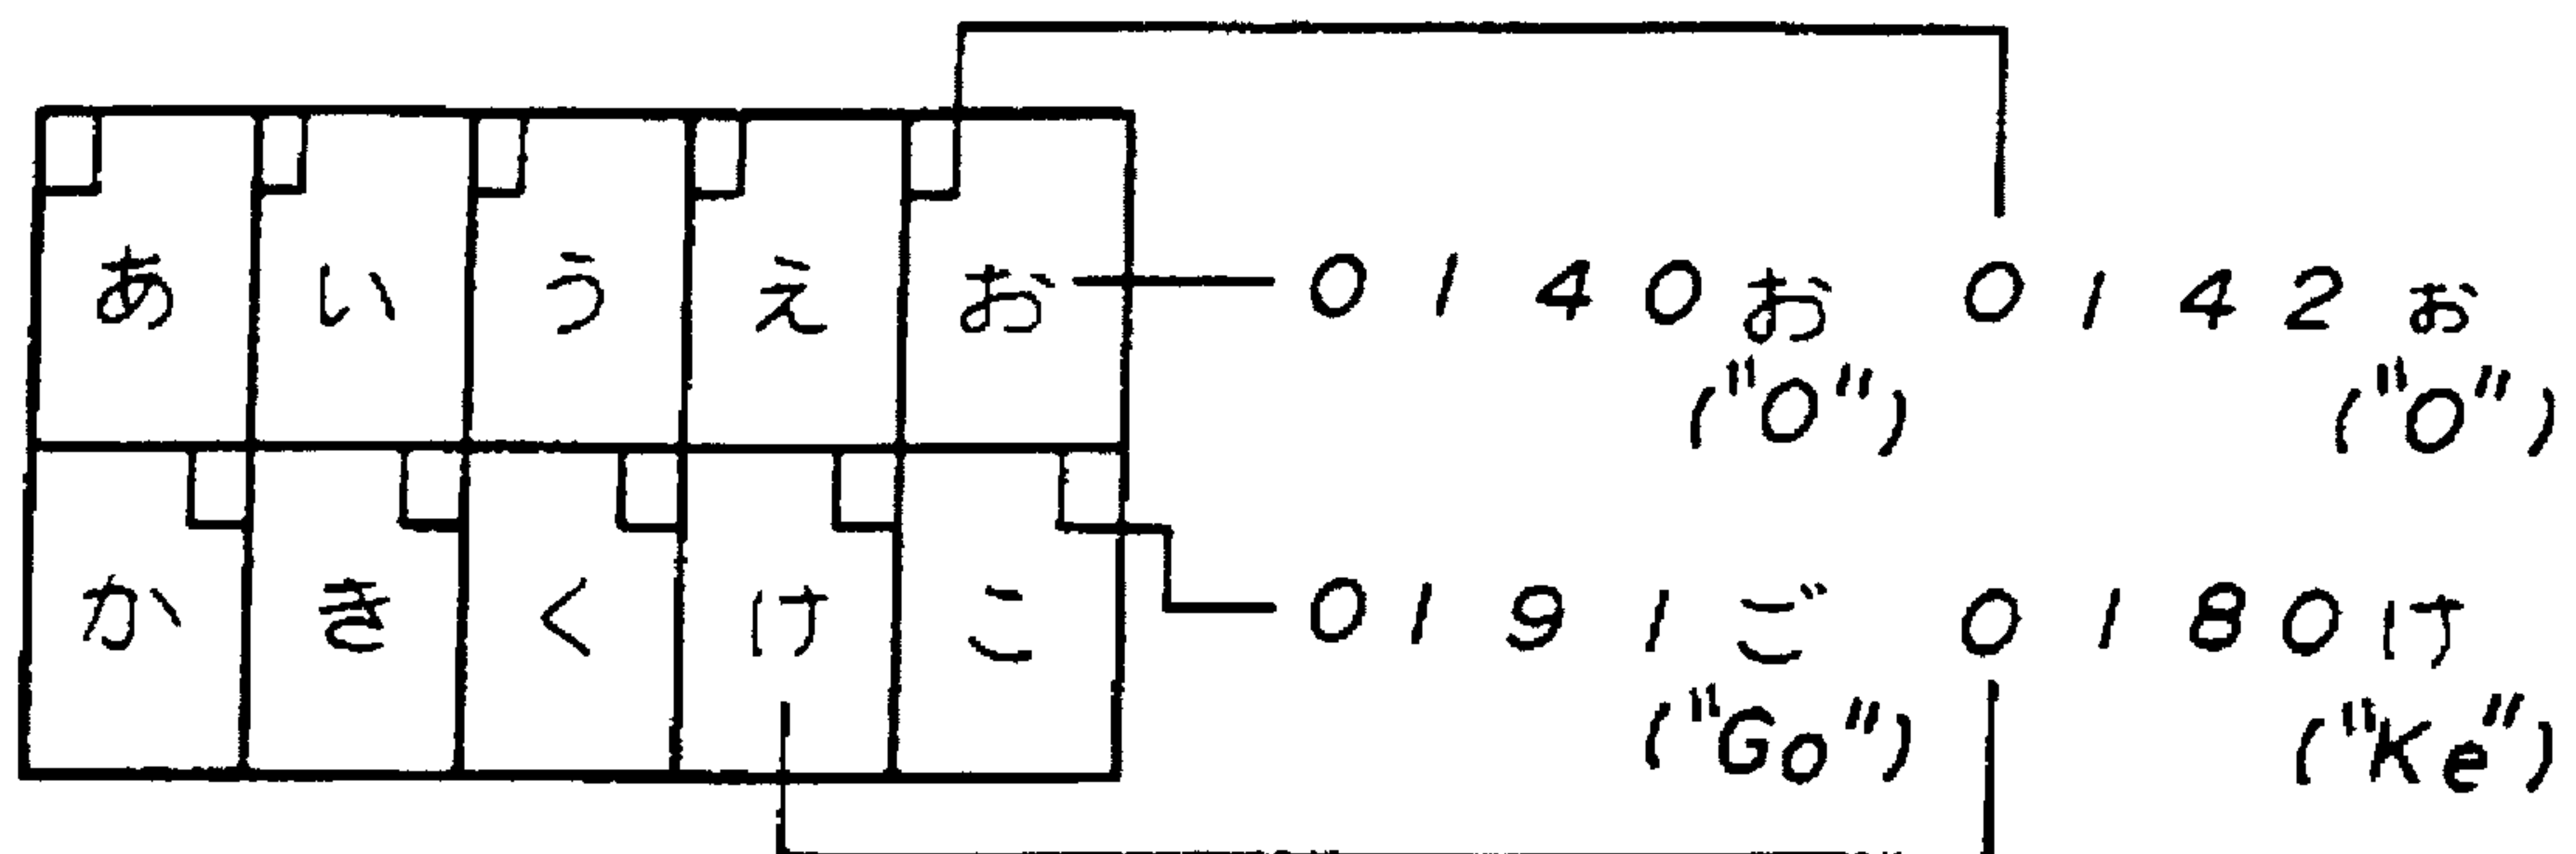 あ い う え お 0140お 0142ぉ
("O") ("O")
か き く け こ 0191ご 0180け
("Go") ("Ke")